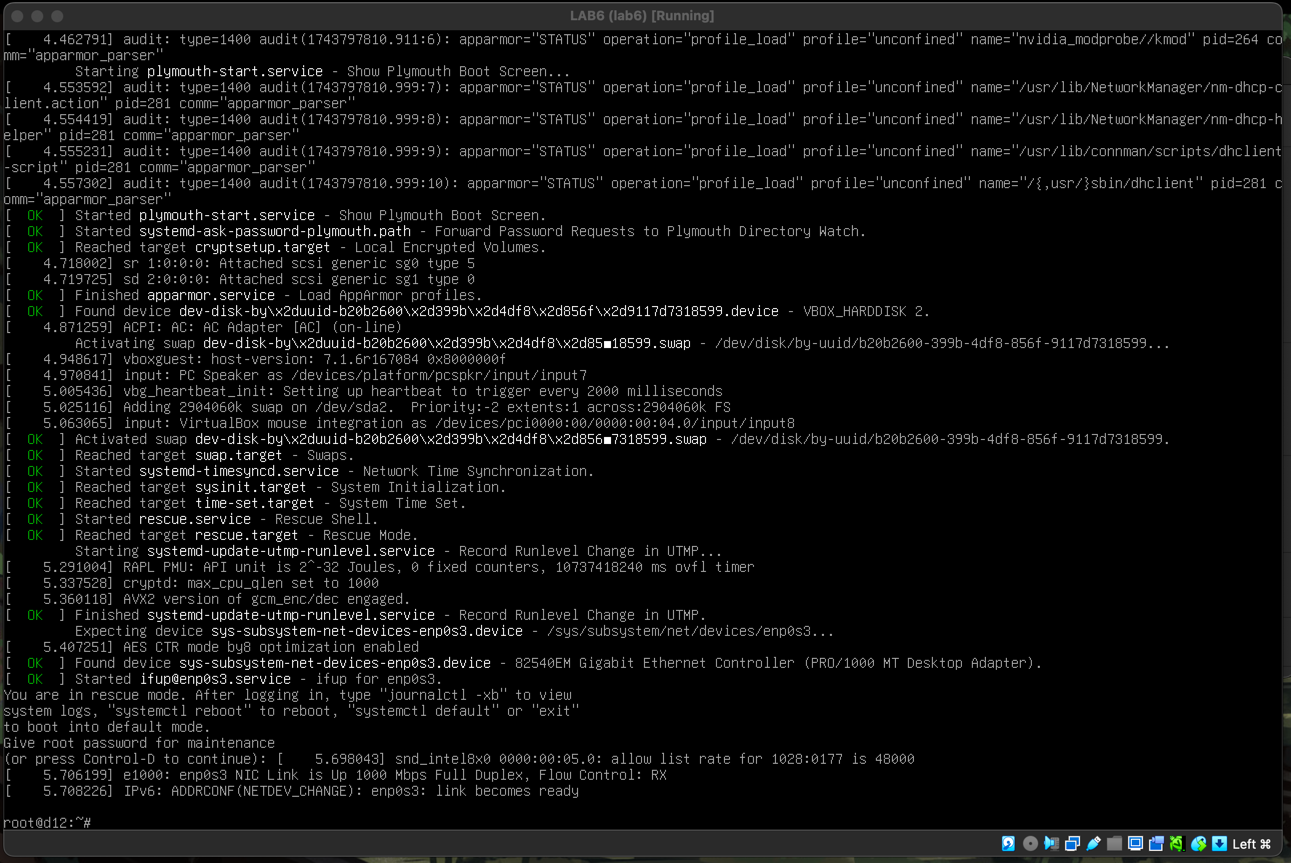 LAB6 (lab6) [Running]
[    4.462791] audit: type=1400 audit(1743797810.911:6): apparmor="STATUS" operation="profile_load" profile="unconfined" name="nvidia_modprobe//kmod" pid=264 co
mm="apparmor_parser"
         Starting plymouth-start.service - Show Plymouth Boot Screen...
[    4.553592] audit: type=1400 audit(1743797810.999:7): apparmor="STATUS" operation="profile_load" profile="unconfined" name="/usr/lib/NetworkManager/nm-dhcp-c
lient.action" pid=281 comm="apparmor_parser"
[    4.554419] audit: type=1400 audit(1743797810.999:8): apparmor="STATUS" operation="profile_load" profile="unconfined" name="/usr/lib/NetworkManager/nm-dhcp-h
elper" pid=281 comm="apparmor_parser"
[    4.555231] audit: type=1400 audit(1743797810.999:9): apparmor="STATUS" operation="profile_load" profile="unconfined" name="/usr/lib/connman/scripts/dhclient
-script" pid=281 comm="apparmor_parser"
[    4.557302] audit: type=1400 audit(1743797810.999:10): apparmor="STATUS" operation="profile_load" profile="unconfined" name="/{,usr/}sbin/dhclient" pid=281 c
omm="apparmor_parser"
[  OK  ] Started plymouth-start.service - Show Plymouth Boot Screen.
[  OK  ] Started systemd-ask-password-plymouth.path - Forward Password Requests to Plymouth Directory Watch.
[  OK  ] Reached target cryptsetup.target - Local Encrypted Volumes.
[    4.718002] sr 1:0:0:0: Attached scsi generic sg0 type 5
[    4.719725] sd 2:0:0:0: Attached scsi generic sg1 type 0
[  OK  ] Finished apparmor.service - Load AppArmor profiles.
[  OK  ] Found device dev-disk-by\x2duuid-b20b2600\x2d399b\x2d4df8\x2d856f\x2d9117d7318599.device - VBOX_HARDDISK 2.
[    4.871259] ACPI: AC: AC Adapter [AC] (on-line)
         Activating swap dev-disk-by\x2duuid-b20b2600\x2d399b\x2d4df8\x2d85■18599.swap - /dev/disk/by-uuid/b20b2600-399b-4df8-856f-9117d7318599...
[    4.948617] vboxguest: host-version: 7.1.6r167084 0x8000000f
[    4.970841] input: PC Speaker as /devices/platform/pcspkr/input/input7
[    5.005436] vbg_heartbeat_init: Setting up heartbeat to trigger every 2000 milliseconds
[    5.025116] Adding 2904060k swap on /dev/sda2.  Priority:-2 extents:1 across:2904060k FS
[    5.063065] input: VirtualBox mouse integration as /devices/pci0000:00/0000:00:04.0/input/input8
[  OK  ] Activated swap dev-disk-by\x2duuid-b20b2600\x2d399b\x2d4df8\x2d856■7318599.swap - /dev/disk/by-uuid/b20b2600-399b-4df8-856f-9117d7318599.
[  OK  ] Reached target swap.target - Swaps.
[  OK  ] Started systemd-timesyncd.service - Network Time Synchronization.
[  OK  ] Reached target sysinit.target - System Initialization.
[  OK  ] Reached target time-set.target - System Time Set.
[  OK  ] Started rescue.service - Rescue Shell.
[  OK  ] Reached target rescue.target - Rescue Mode.
         Starting systemd-update-utmp-runlevel.service - Record Runlevel Change in UTMP...
[    5.291004] RAPL PMU: API unit is 2^-32 Joules, 0 fixed counters, 10737418240 ms ovfl timer
[    5.337528] cryptd: max_cpu_qlen set to 1000
[    5.360118] AVX2 version of gcm_enc/dec engaged.
[  OK  ] Finished systemd-update-utmp-runlevel.service - Record Runlevel Change in UTMP.
         Expecting device sys-subsystem-net-devices-enp0s3.device - /sys/subsystem/net/devices/enp0s3...
[    5.407251] AES CTR mode by8 optimization enabled
[  OK  ] Found device sys-subsystem-net-devices-enp0s3.device - 82540EM Gigabit Ethernet Controller (PRO/1000 MT Desktop Adapter).
[  OK  ] Started ifup@enp0s3.service - ifup for enp0s3.
You are in rescue mode. After logging in, type "journalctl -xb" to view
system logs, "systemctl reboot" to reboot, "systemctl default" or "exit"
to boot into default mode.
Give root password for maintenance
(or press Control-D to continue): [    5.698043] snd_intel8x0 0000:00:05.0: allow list rate for 1028:0177 is 48000
[    5.706199] e1000: enp0s3 NIC Link is Up 1000 Mbps Full Duplex, Flow Control: RX
[    5.708226] IPv6: ADDRCONF(NETDEV_CHANGE): enp0s3: link becomes ready
root@d12:~#
Left ⌘